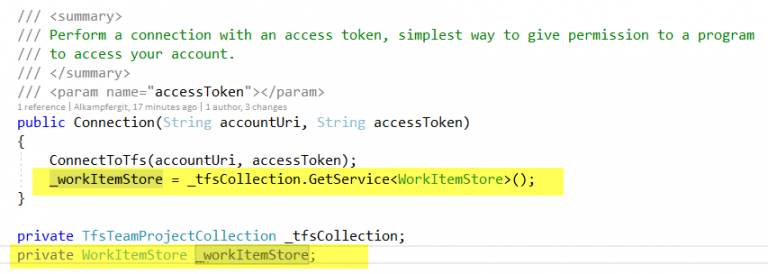 /// <summary>
/// Perform a connection with an access token, simplest way to give permission to a program
/// to access your account.
/// </summary>
/// <param name="accessToken"></param>
1 reference | Alkampfergit, 17 minutes ago | 1 author, 3 changes
public Connection(String accountUri, String accessToken)
{
ConnectToTfs(accountUri, accessToken);
_workItemStore = _tfsCollection.GetService<WorkItemStore>();
}
private TfsTeamProjectCollection _tfsCollection;
private WorkItemStore _workItemStore;